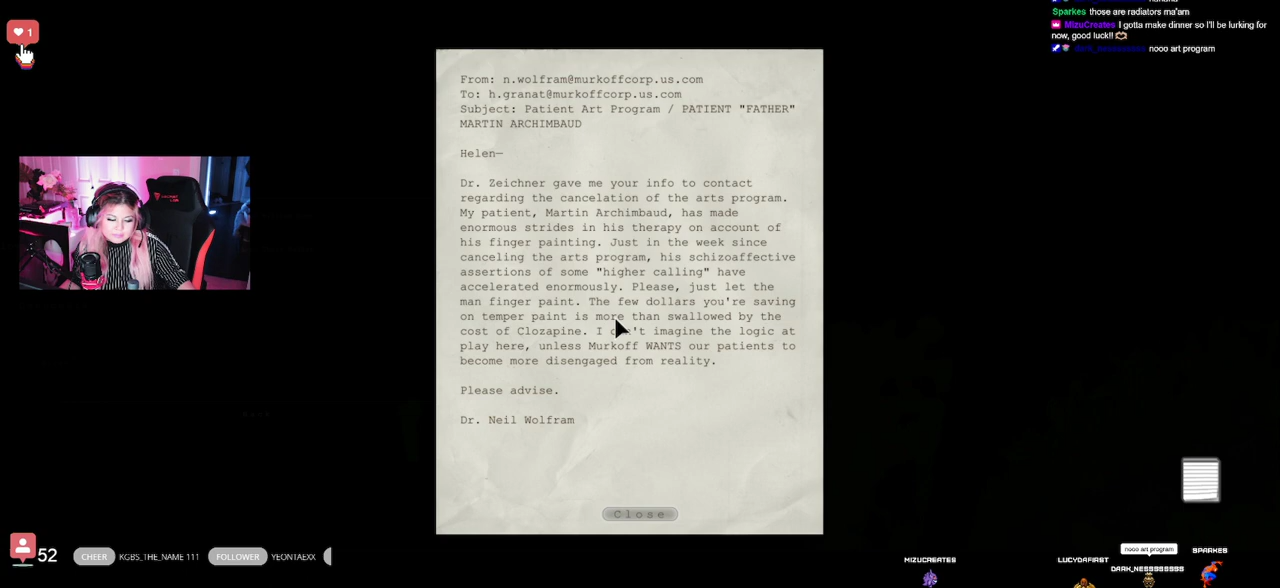 1
Sparkes those are radiators ma'am
MizuCreates I gotta make dinner so I'll be lurking for
now, good luck!!
nooo art program
From: n.wolfram@murkoffcorp.us.com
To: h.granat@murkoffcorp.us.com
Subject: Patient Art Program / PATIENT "FATHER"
MARTIN ARCHIMBAUD
Helen—
Dr. Zeichner gave me your info to contact
regarding the cancelation of the arts program.
My patient, Martin Archimbaud, has made
enormous strides in his therapy on account of
his finger painting. Just in the week since
canceling the arts program, his schizoaffective
assertions of some "higher calling" have
accelerated enormously. Please, just let the
man finger paint. The few dollars you're saving
on temper paint is more than swallowed by the
cost of Clozapine. I can't imagine the logic at
play here, unless Murkoff WANTS our patients to
become more disengaged from reality.
Please advise.
Dr. Neil Wolfram
Close
52
CHEER KGBS_THE_NAME 111 FOLLOWER YEONTAEXX
MIZUCREATES
LUCYDAFIRST
nooo art program
SPARKES